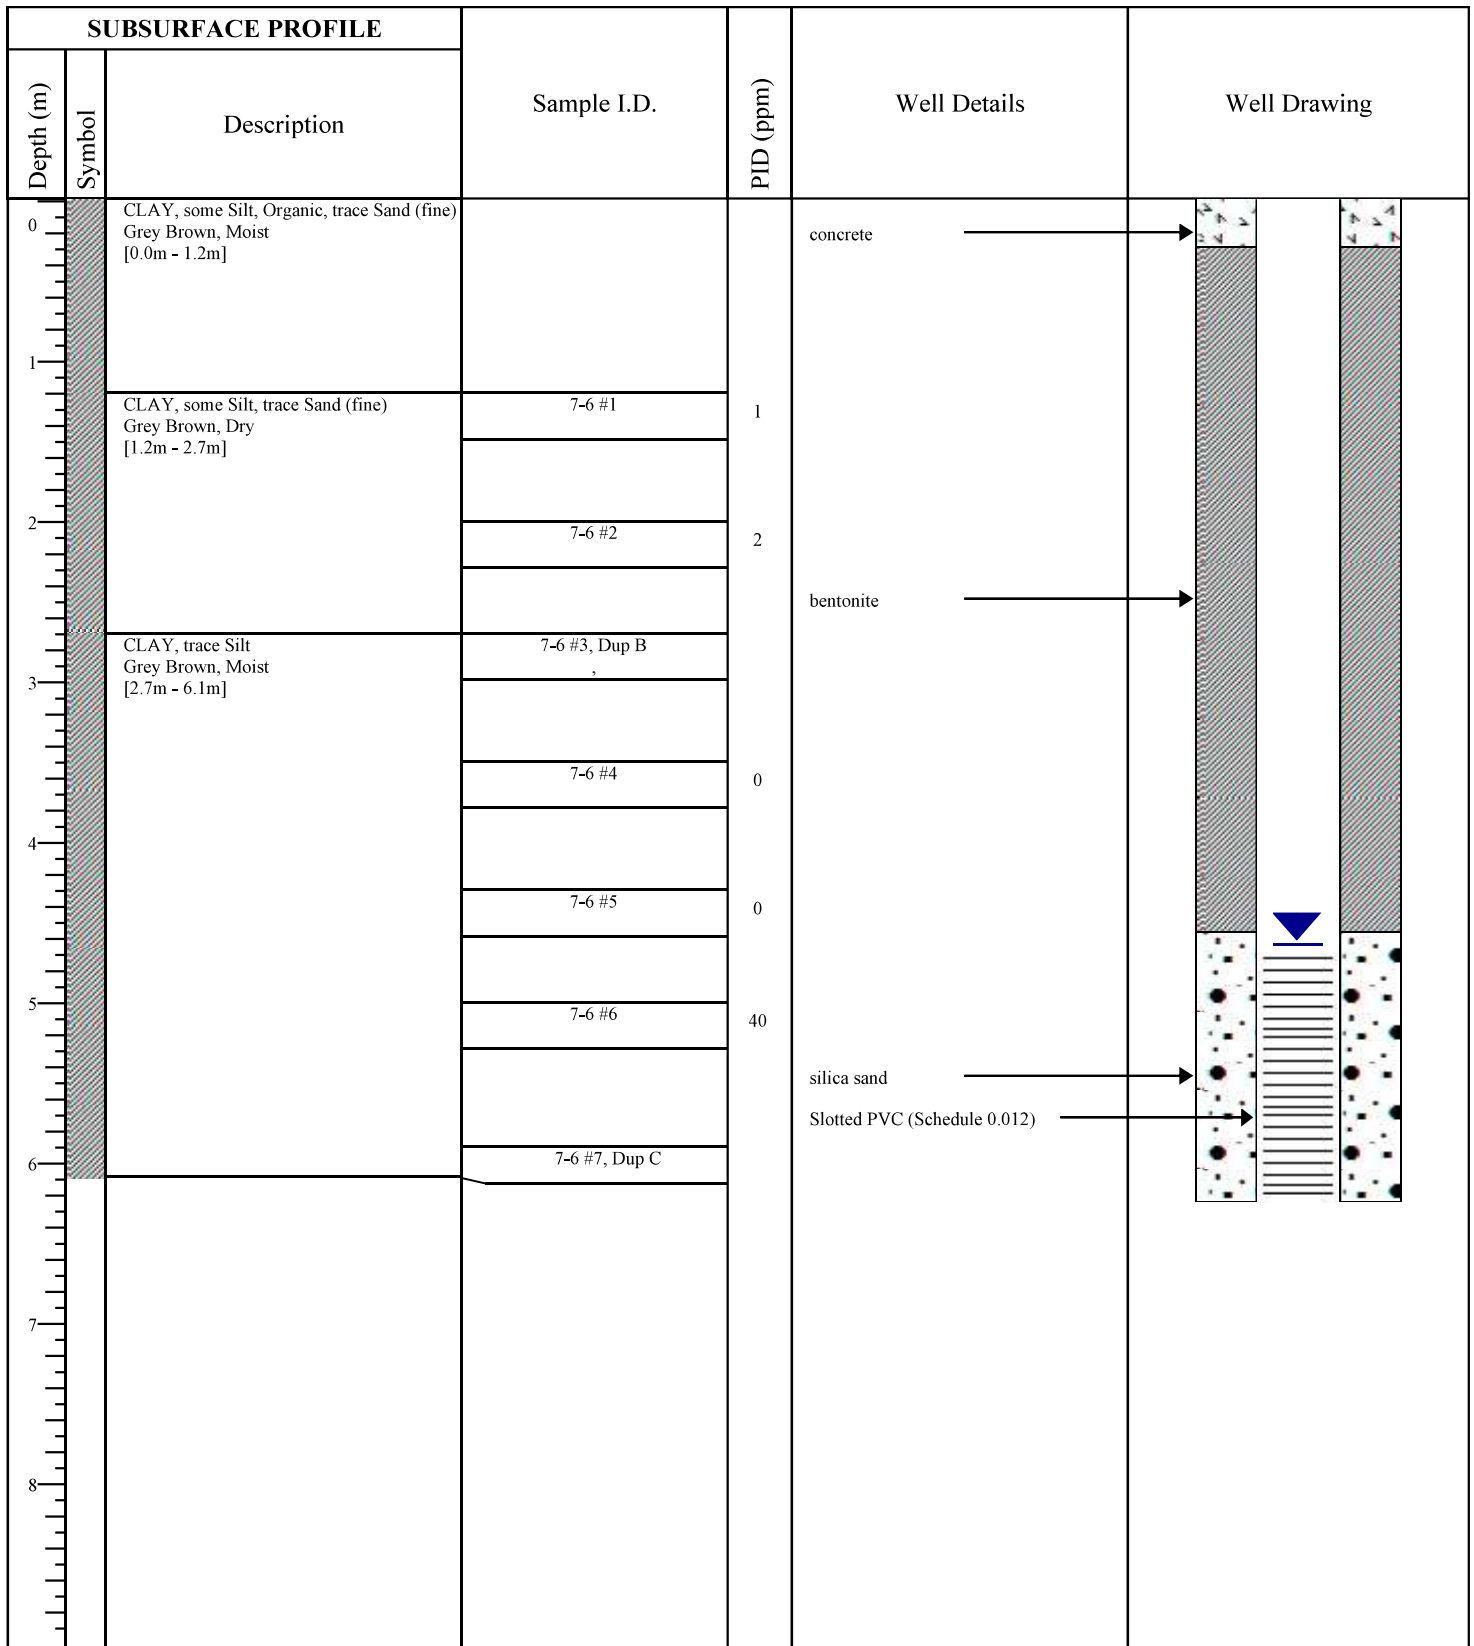 SUBSURFACE PROFILE
Depth (m)
Symbol
Description
Sample I.D.
PID (ppm)
Well Details
Well Drawing
0
CLAY, some Silt, Organic, trace Sand (fine)
Grey Brown, Moist
[0.0m - 1.2m]
concrete
1
CLAY, some Silt, trace Sand (fine)
Grey Brown, Dry
[1.2m - 2.7m]
7-6 #1
1
2
7-6 #2
2
bentonite
CLAY, trace Silt
Grey Brown, Moist
[2.7m - 6.1m]
7-6 #3, Dup B
,
3
7-6 #4
0
4
7-6 #5
0
5
7-6 #6
40
silica sand
Slotted PVC (Schedule 0.012)
6
7-6 #7, Dup C
7
8